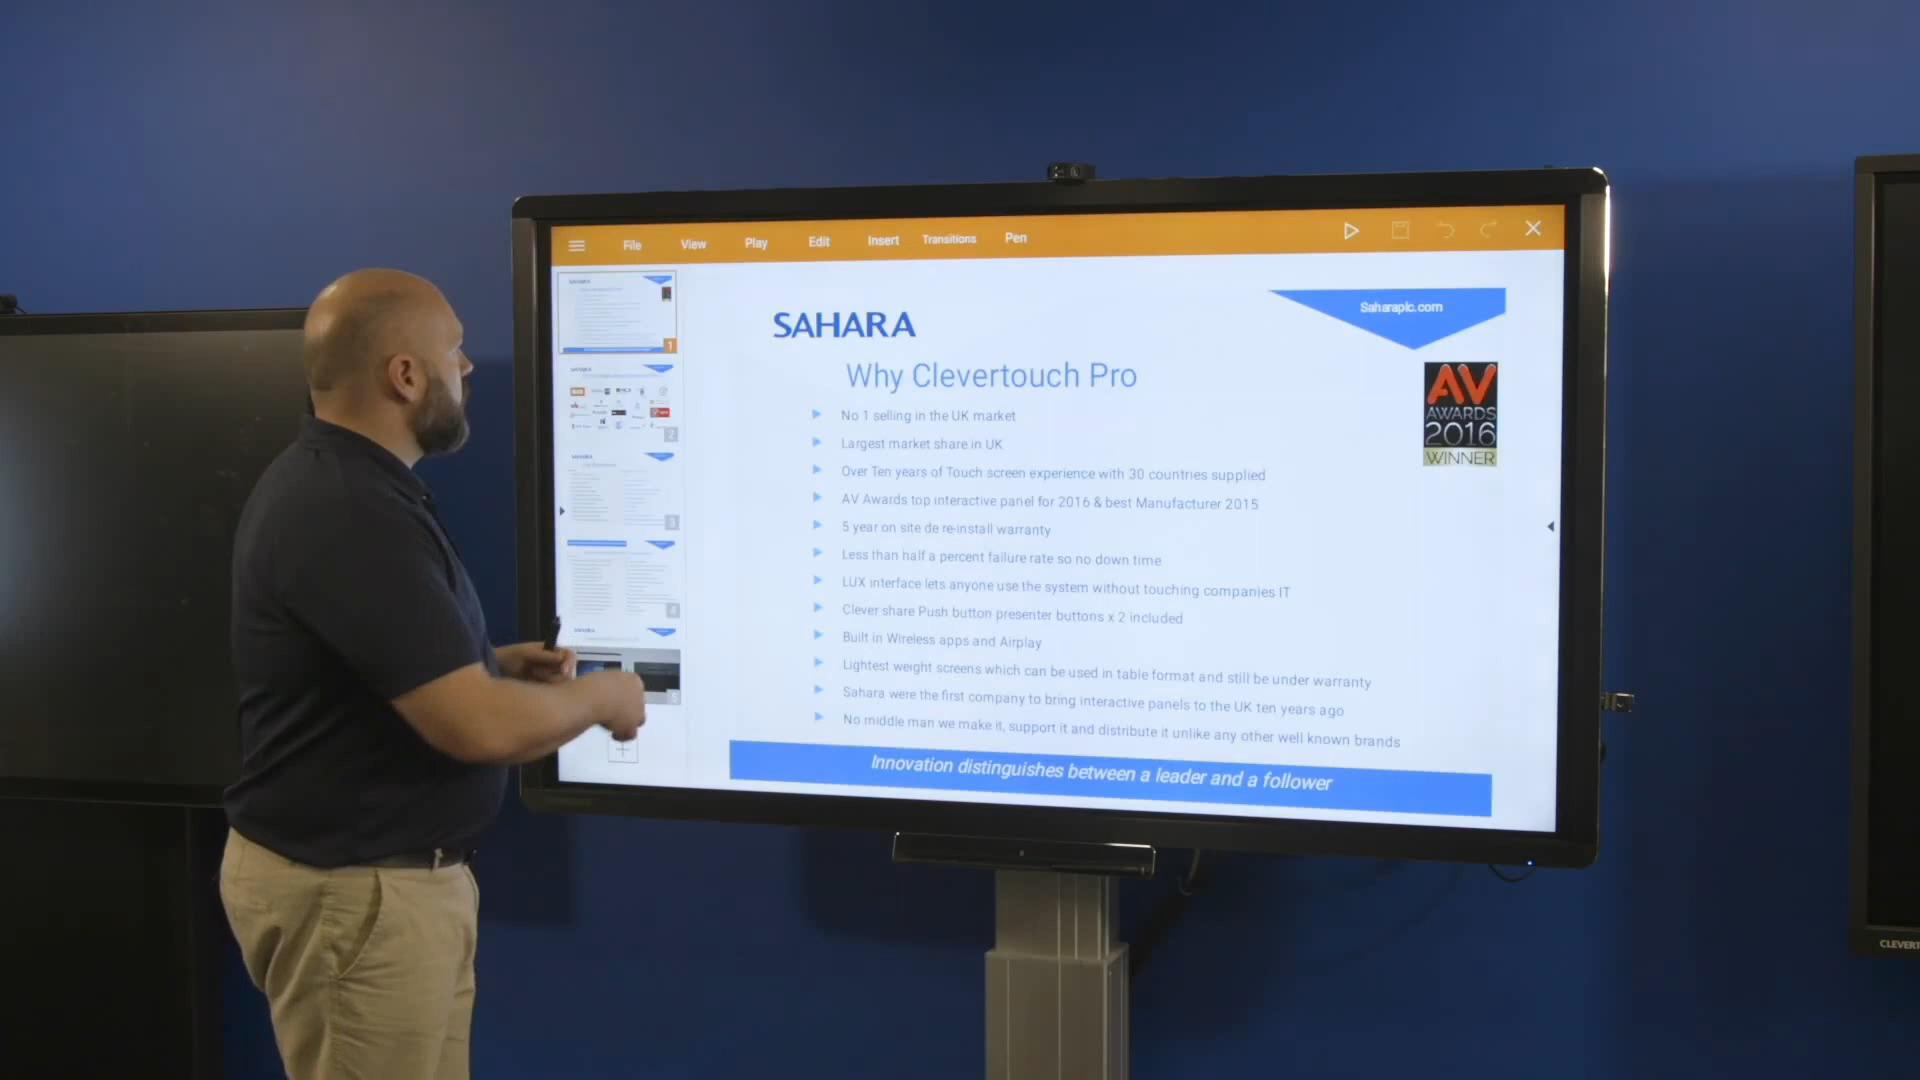 File View Play Edit Insert Transitions Pen
SAHARA
Saharaplc.com
Why Clevertouch Pro
AV
AWARDS
2016
WINNER
No 1 selling in the UK market
Largest market share in UK
Over Ten years of Touch screen experience with 30 countries supplied
AV Awards top interactive panel for 2016 & best Manufacturer 2015
5 year on site de re-install warranty
Less than half a percent failure rate so no down time
LUX interface lets anyone use the system without touching companies IT
Clever share Push button presenter buttons x 2 included
Built in Wireless apps and Airplay
Lightest weight screens which can be used in table format and still be under warranty
Sahara were the first company to bring interactive panels to the UK ten years ago
No middle man we make it, support it and distribute it unlike any other well known brands
Innovation distinguishes between a leader and a follower
1
2
3
4
5
CLEVERT